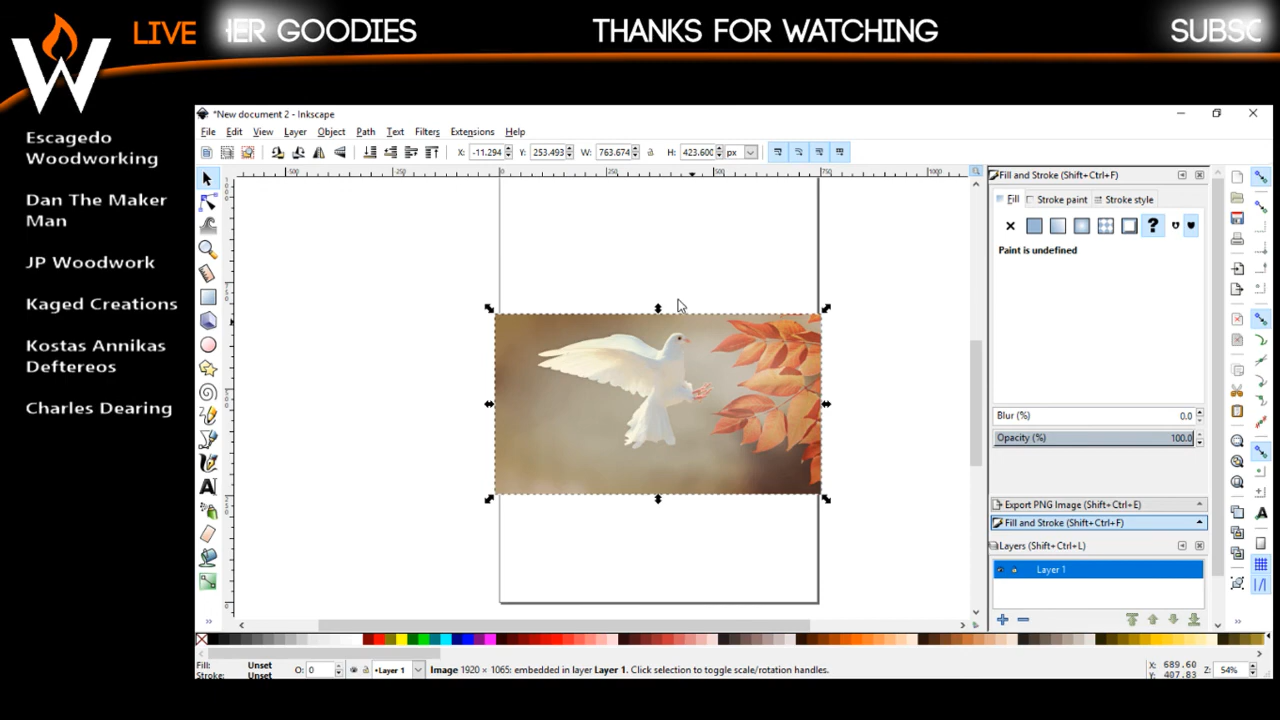 LIVE
HER GOODIES
THANKS FOR WATCHING
SUBSC
W
Escagedo
Woodworking
Dan The Maker
Man
JP Woodwork
Kaged Creations
Kostas Annikas
Deftereos
Charles Dearing
*New document 2 - Inkscape
File Edit View Layer Object Path Text Filters Extensions Help
X: -11.294 Y: 253.493 W: 763.674 H: 423.600 px
Fill and Stroke (Shift+Ctrl+F)
Fill Stroke paint Stroke style
?
Paint is undefined
Blur (%) 0.0
Opacity (%) 100.0
Export PNG Image (Shift+Ctrl+E)
Fill and Stroke (Shift+Ctrl+F)
Layers (Shift+Ctrl+L)
Layer 1
Fill: Unset
Stroke: Unset
O: 0
•Layer 1
Image 1920 × 1065: embedded in layer Layer 1. Click selection to toggle scale/rotation handles.
X: 689.60
Y: 407.83
Z: 54%